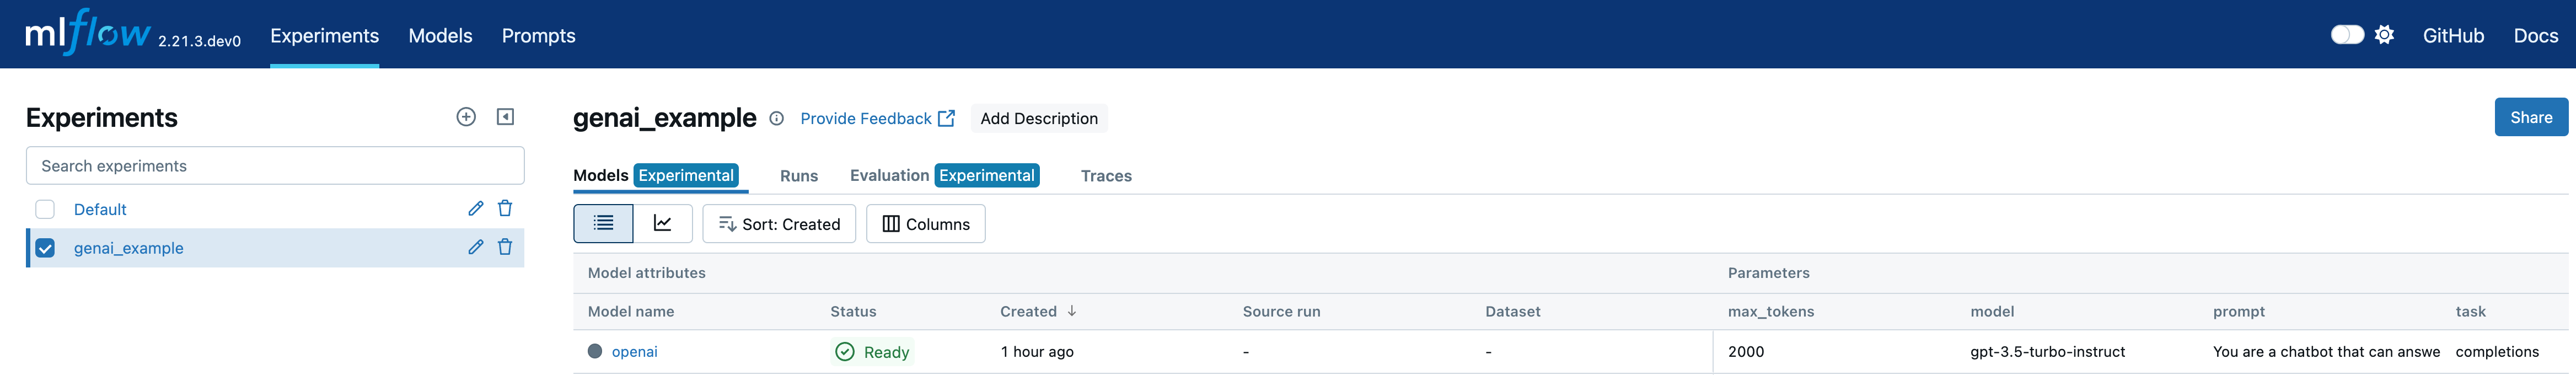 mlflow 2.21.3.dev0 Experiments Models Prompts GitHub Docs
Experiments
Search experiments
Default
genai_example
genai_example Provide Feedback Add Description Share
Models Experimental Runs Evaluation Experimental Traces
Sort: Created Columns
Model attributes Parameters
Model name Status Created Source run Dataset max_tokens model prompt task
openai Ready 1 hour ago - - 2000 gpt-3.5-turbo-instruct You are a chatbot that can answe completions